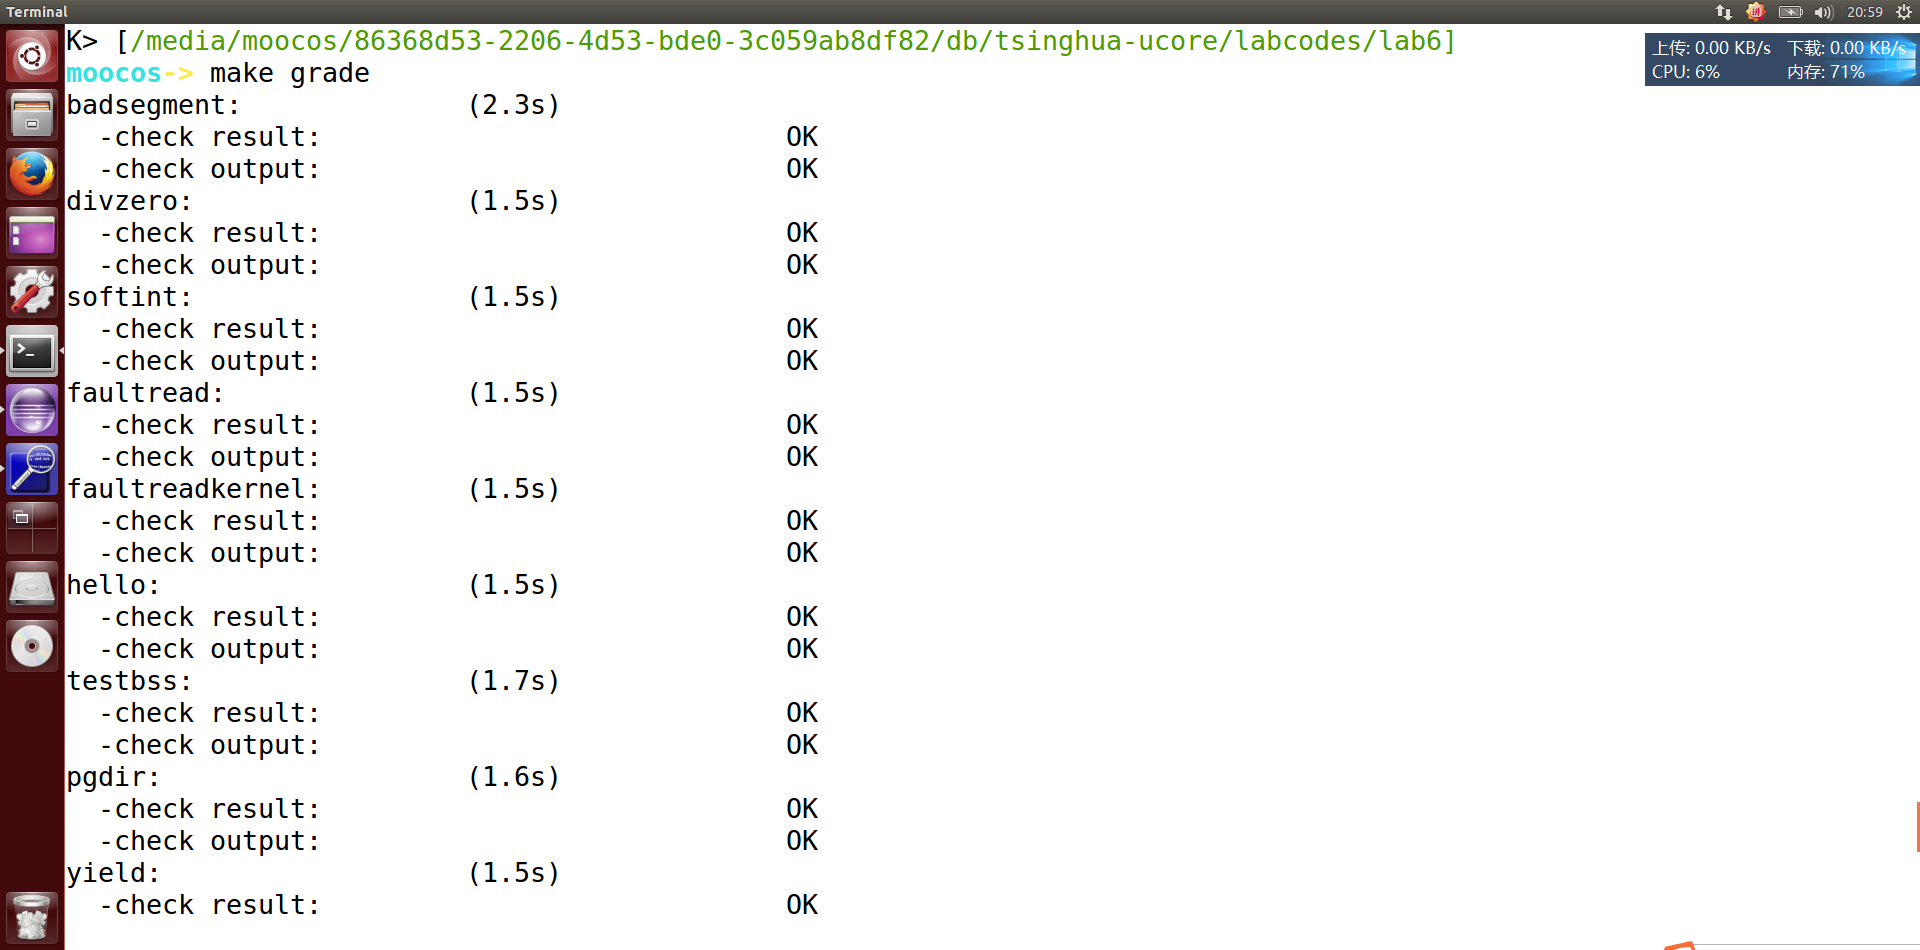 Terminal
20:59
上传: 0.00 KB/s 下载: 0.00 KB/s
CPU: 6% 内存: 71%
K> [/media/moocos/86368d53-2206-4d53-bde0-3c059ab8df82/db/tsinghua-ucore/labcodes/lab6]
moocos-> make grade
badsegment: (2.3s)
-check result: OK
-check output: OK
divzero: (1.5s)
-check result: OK
-check output: OK
softint: (1.5s)
-check result: OK
-check output: OK
faultread: (1.5s)
-check result: OK
-check output: OK
faultreadkernel: (1.5s)
-check result: OK
-check output: OK
hello: (1.5s)
-check result: OK
-check output: OK
testbss: (1.7s)
-check result: OK
-check output: OK
pgdir: (1.6s)
-check result: OK
-check output: OK
yield: (1.5s)
-check result: OK